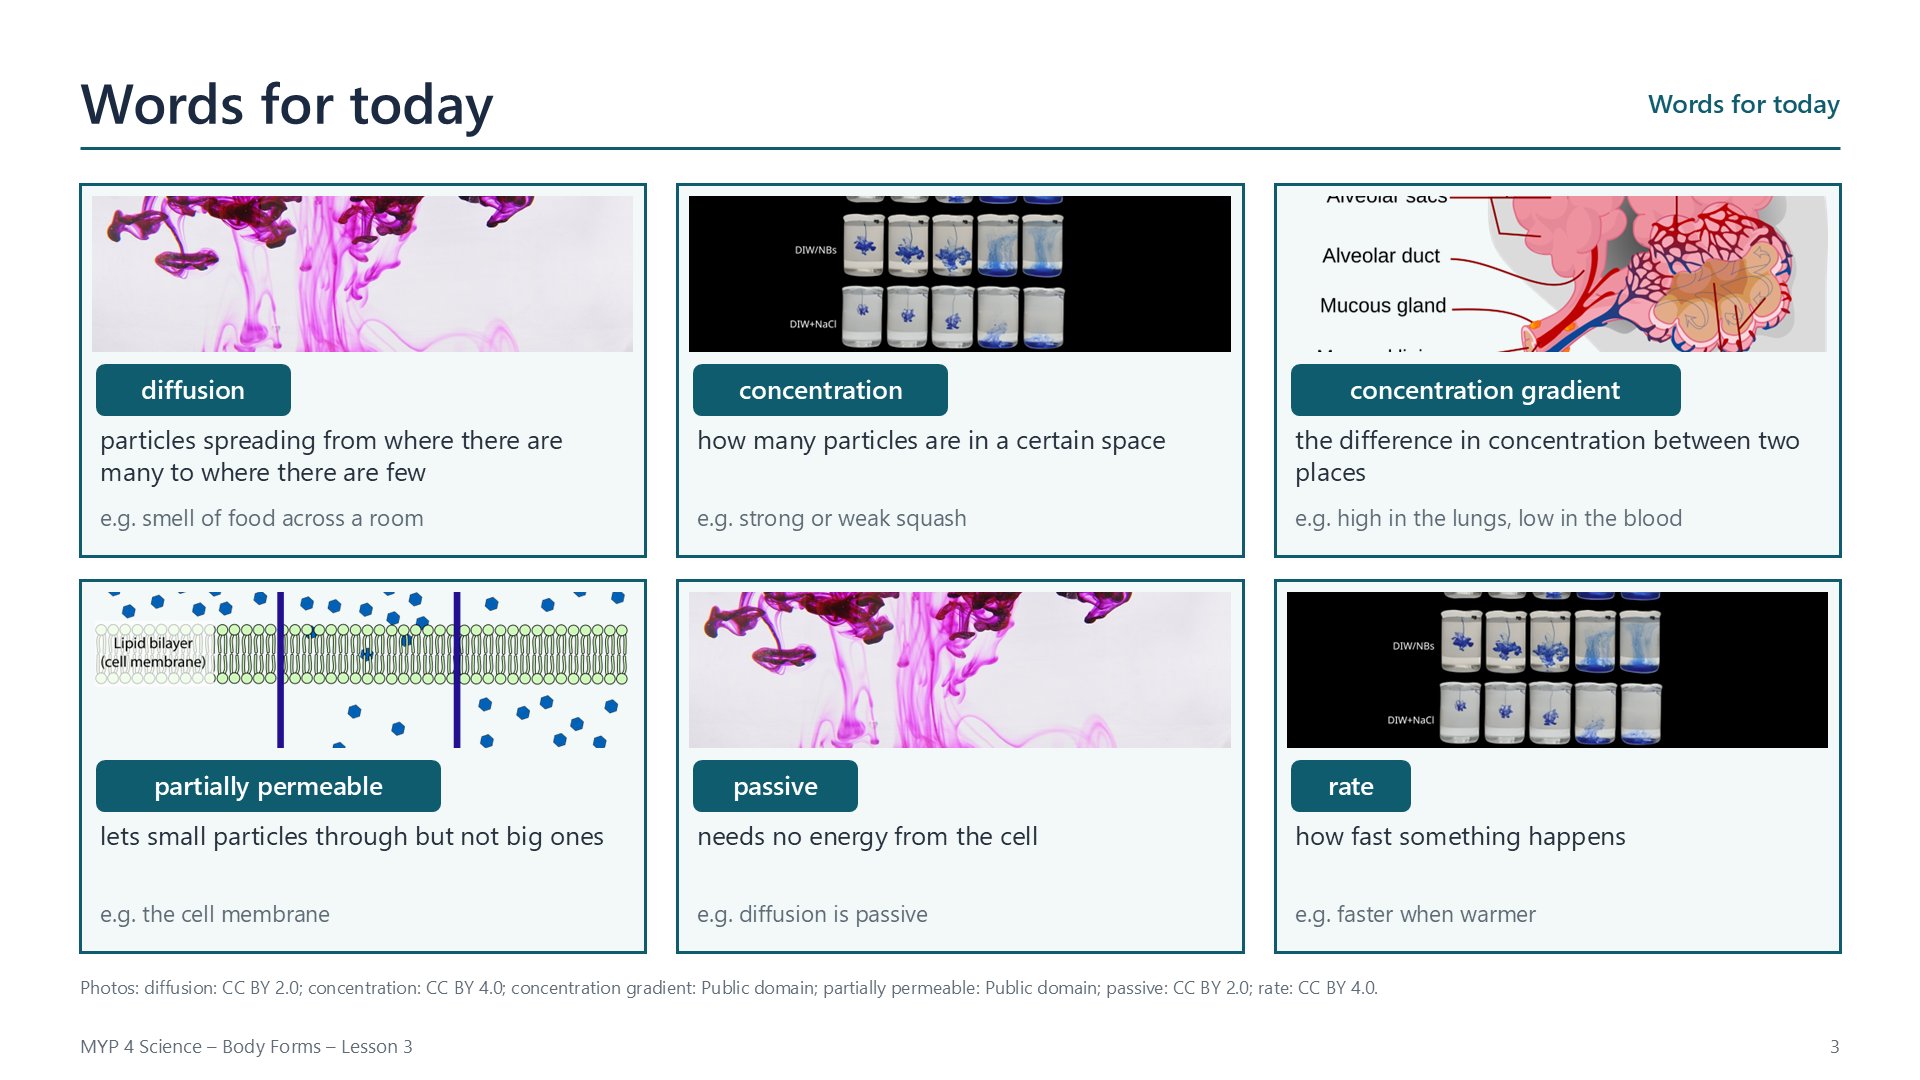 Words for today
Words for today
DIW/NBs
DIW+NaCl
Alveolar sacs
Alveolar duct
Mucous gland
diffusion
particles spreading from where there are
many to where there are few
e.g. smell of food across a room
concentration
how many particles are in a certain space
e.g. strong or weak squash
concentration gradient
the difference in concentration between two
places
e.g. high in the lungs, low in the blood
Lipid bilayer
(cell membrane)
partially permeable
lets small particles through but not big ones
e.g. the cell membrane
passive
needs no energy from the cell
e.g. diffusion is passive
DIW/NBs
DIW+NaCl
rate
how fast something happens
e.g. faster when warmer
Photos: diffusion: CC BY 2.0; concentration: CC BY 4.0; concentration gradient: Public domain; partially permeable: Public domain; passive: CC BY 2.0; rate: CC BY 4.0.
MYP 4 Science – Body Forms – Lesson 3
3